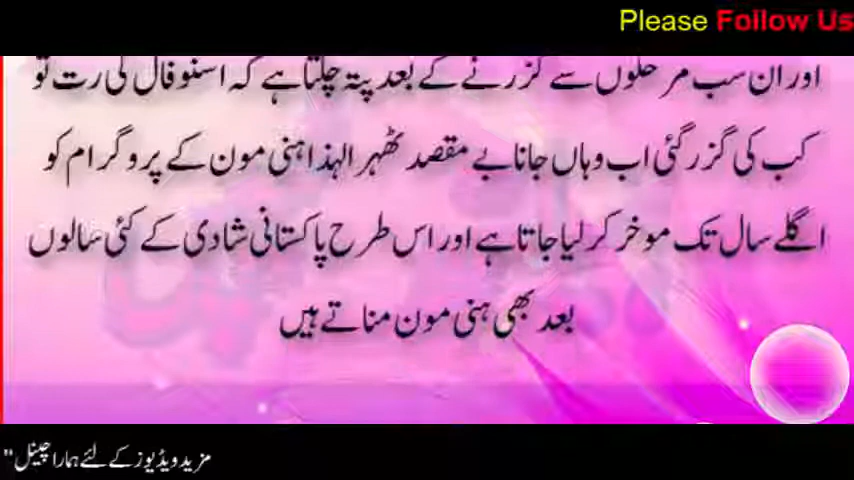 Please Follow Us
اور ان سب مرحلوں سے گزرنے کے بعد پتہ چلتا ہے کہ اسنوفال کی رت تو
کب کی گزر گئی اب وہاں جانا بے مقصد ٹھہرا لہذا ہنی مون کے پروگرام کو
اگلے سال تک موخر کر لیا جاتا ہے اور اس طرح پاکستانی شادی کے کئی سالوں
بعد بھی ہنی مون مناتے ہیں
مزید ویڈیوز کے لئے ہمارا چینل"